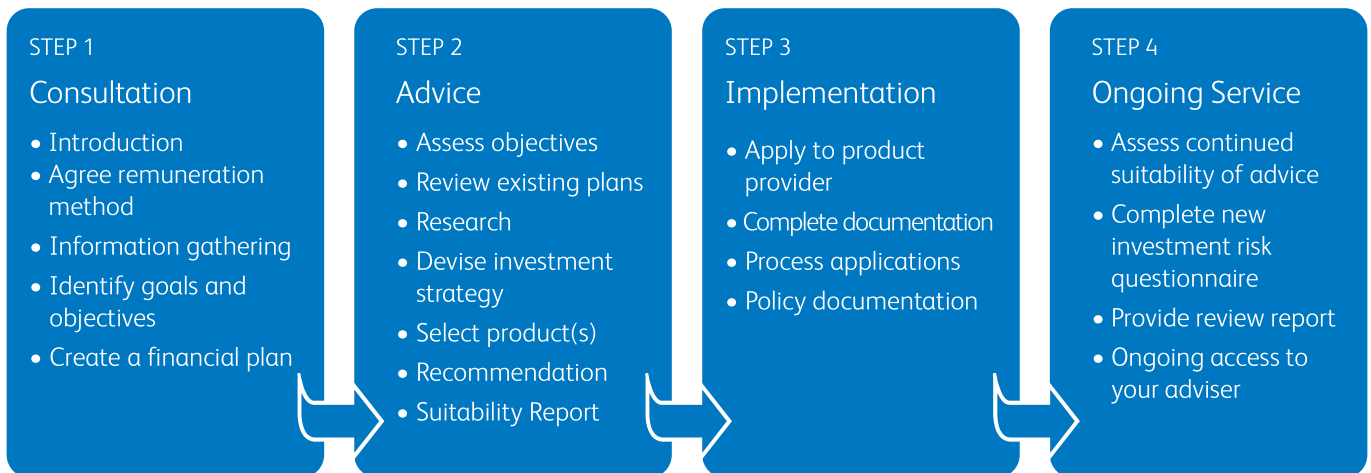 STEP 1
Consultation
• Introduction
• Agree remuneration
method
• Information gathering
• Identify goals and
objectives
• Create a financial plan
STEP 2
Advice
• Assess objectives
• Review existing plans
• Research
• Devise investment
strategy
• Select product(s)
• Recommendation
• Suitability Report
STEP 3
Implementation
• Apply to product
provider
• Complete documentation
• Process applications
• Policy documentation
STEP 4
Ongoing Service
• Assess continued
suitability of advice
• Complete new
investment risk
questionnaire
• Provide review report
• Ongoing access to
your adviser